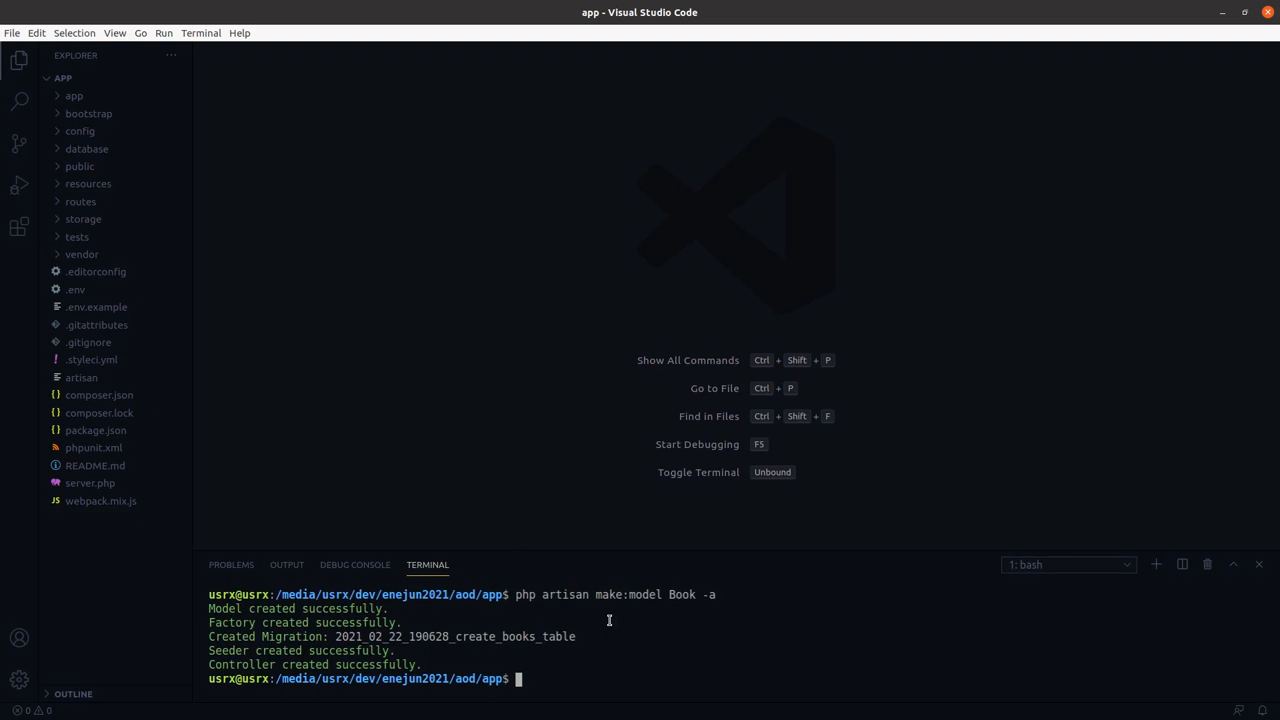 app - Visual Studio Code
File Edit Selection View Go Run Terminal Help
EXPLORER
APP
app
bootstrap
config
database
public
resources
routes
storage
tests
vendor
.editorconfig
.env
.env.example
.gitattributes
.gitignore
.styleci.yml
artisan
composer.json
composer.lock
package.json
phpunit.xml
README.md
server.php
JS webpack.mix.js
OUTLINE
Show All Commands Ctrl + Shift + P
Go to File Ctrl + P
Find in Files Ctrl + Shift + F
Start Debugging F5
Toggle Terminal Unbound
PROBLEMS OUTPUT DEBUG CONSOLE TERMINAL
1: bash
usrx@usrx:/media/usrx/dev/enejun2021/aod/app$ php artisan make:model Book -a
Model created successfully.
Factory created successfully.
Created Migration: 2021_02_22_190628_create_books_table
Seeder created successfully.
Controller created successfully.
usrx@usrx:/media/usrx/dev/enejun2021/aod/app$
0 0